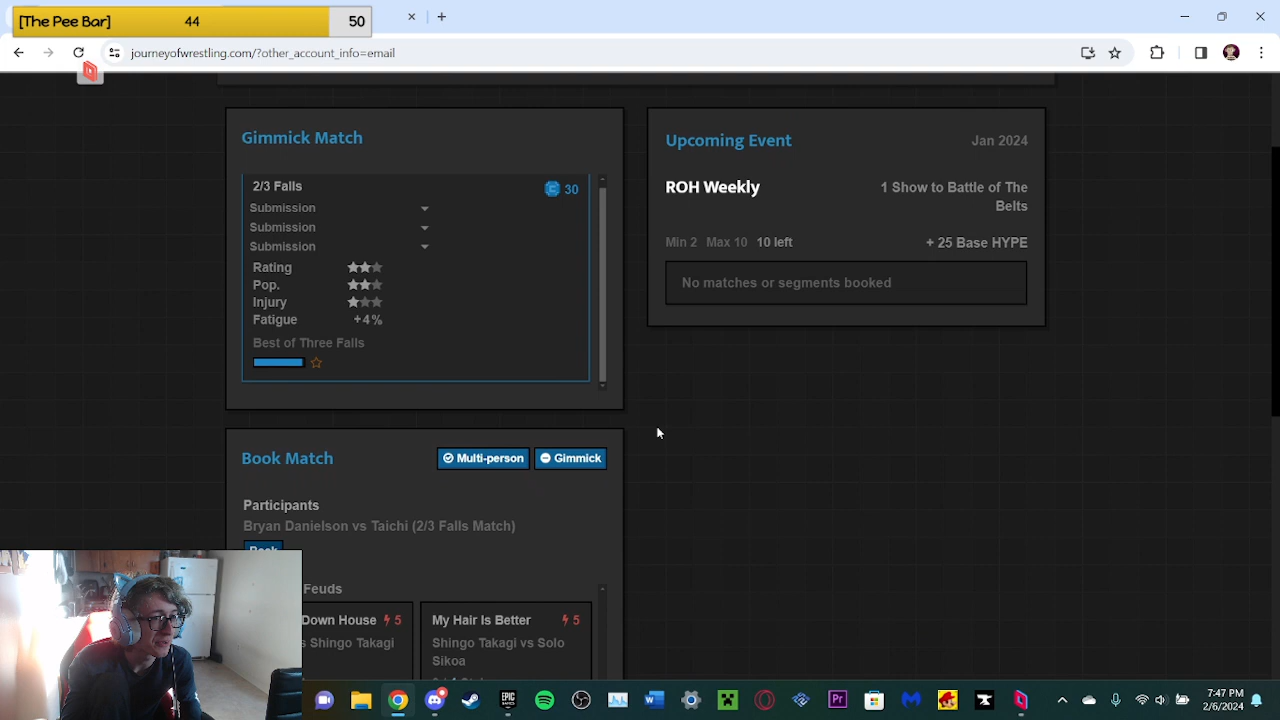 [The Pee Bar] 44 50
journeyofwrestling.com/?other_account_info=email
Gimmick Match
2/3 Falls 30
Submission
Submission
Submission
Rating
Pop.
Injury
Fatigue +4%
Best of Three Falls
Upcoming Event Jan 2024
ROH Weekly 1 Show to Battle of The
Belts
Min 2 Max 10 10 left + 25 Base HYPE
No matches or segments booked
Book Match Multi-person Gimmick
Participants
Bryan Danielson vs Taichi (2/3 Falls Match)
Book
Feuds
Down House 5
s Shingo Takagi
My Hair Is Better 5
Shingo Takagi vs Solo
Sikoa
7:47 PM
2/6/2024